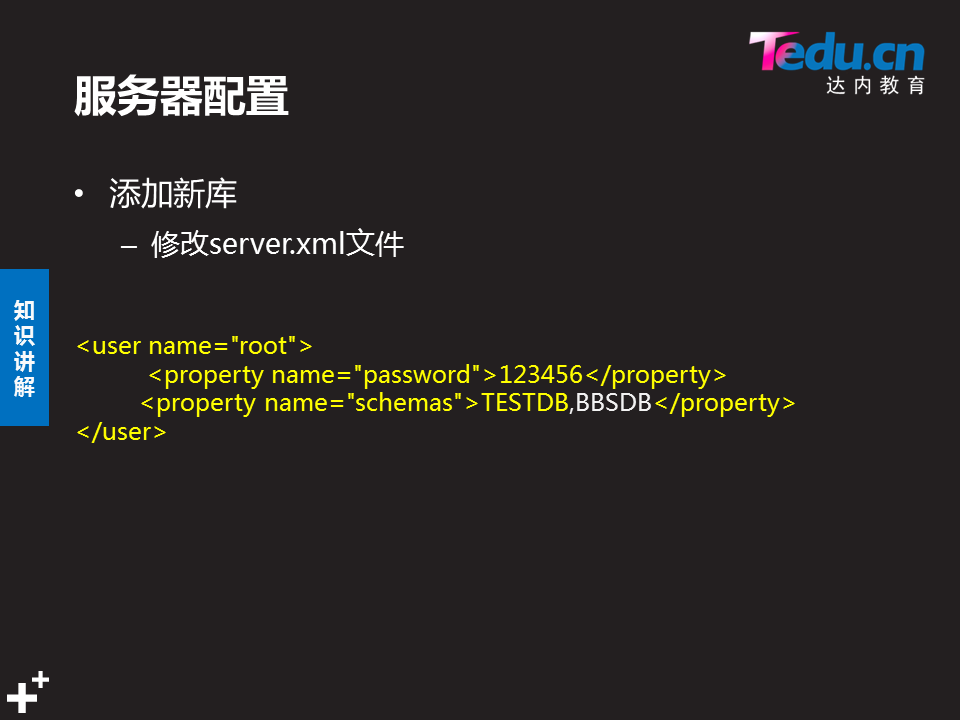 Tedu.cn
达内教育
服务器配置
• 添加新库
– 修改server.xml文件
知识讲解
<user name="root">
<property name="password">123456</property>
<property name="schemas">TESTDB,BBSDB</property>
</user>